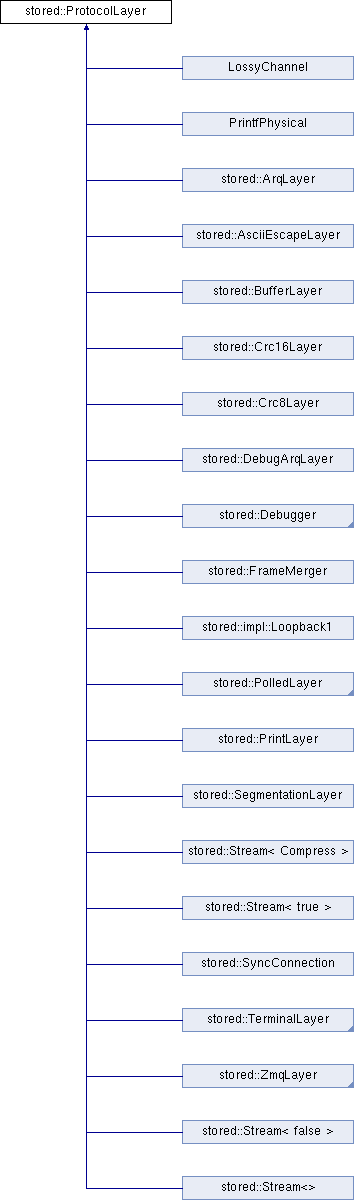 stored::ProtocolLayer
LossyChannel
PrintfPhysical
stored::ArqLayer
stored::AsciiEscapeLayer
stored::BufferLayer
stored::Crc16Layer
stored::Crc8Layer
stored::DebugArqLayer
stored::Debugger
stored::FrameMerger
stored::impl::Loopback1
stored::PolledLayer
stored::PrintLayer
stored::SegmentationLayer
stored::Stream< Compress >
stored::Stream< true >
stored::SyncConnection
stored::TerminalLayer
stored::ZmqLayer
stored::Stream< false >
stored::Stream<>